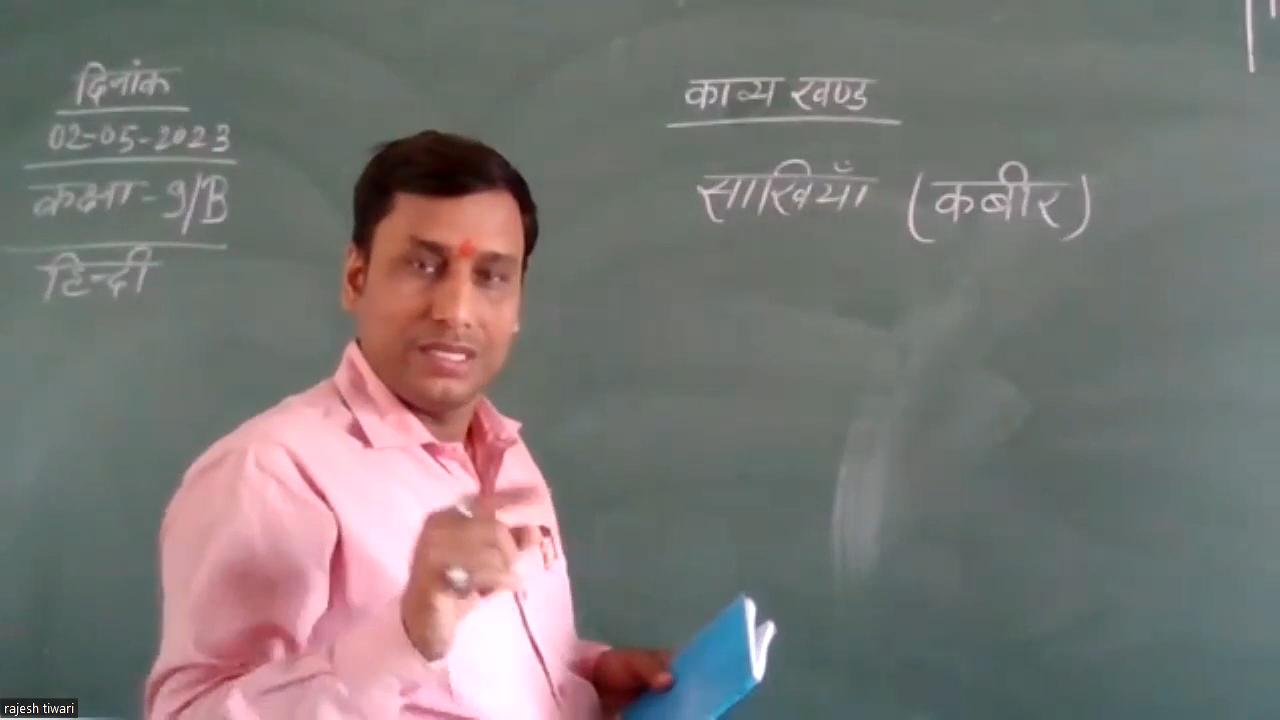 दिनांक
02-05-2023
कक्षा - 9/B
हिन्दी
काव्य खण्ड
साखियाँ (कबीर)
rajesh tiwari